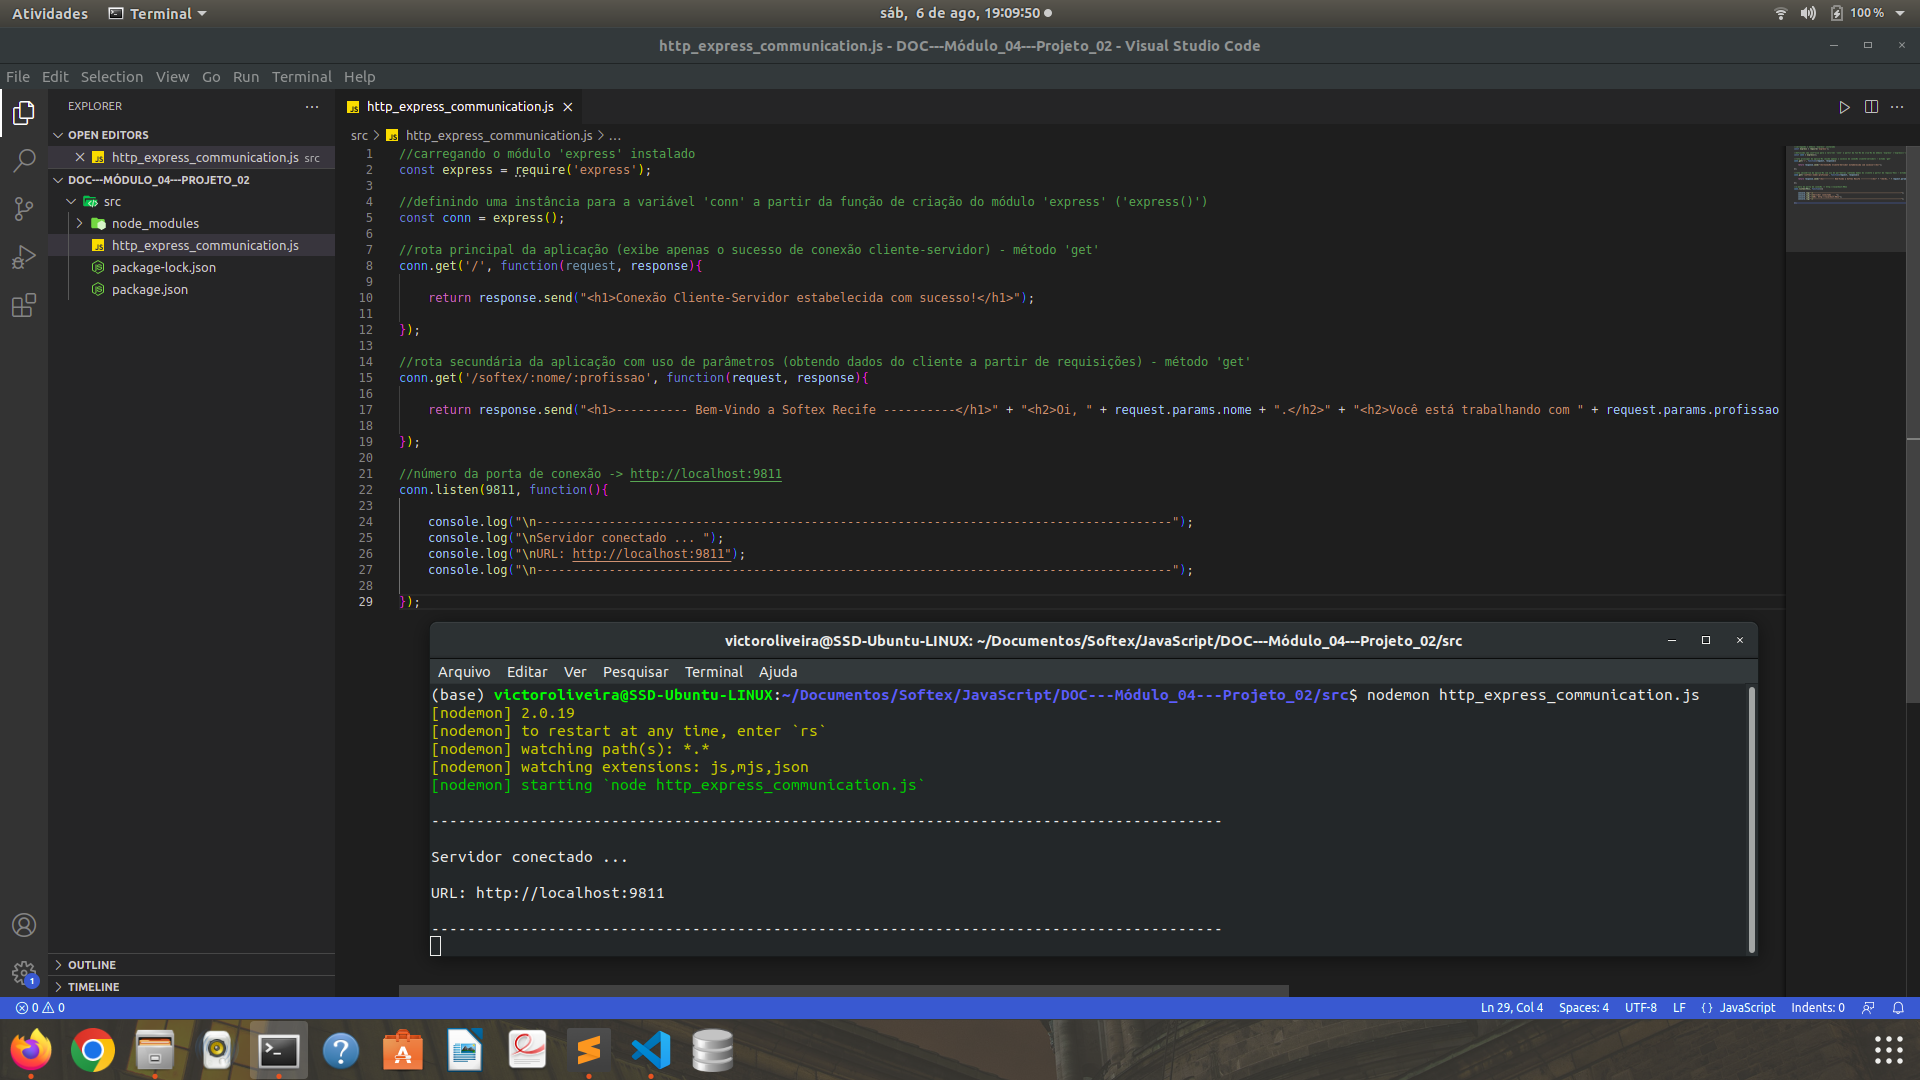 Atividades
Terminal
sáb, 6 de ago, 19:09:50
100 %
http_express_communication.js - DOC---Módulo_04---Projeto_02 - Visual Studio Code
File Edit Selection View Go Run Terminal Help
EXPLORER
OPEN EDITORS
http_express_communication.js src
DOC---MÓDULO_04---PROJETO_02
src
node_modules
http_express_communication.js
package-lock.json
package.json
OUTLINE
TIMELINE
http_express_communication.js
src > http_express_communication.js > ...
1 //carregando o módulo 'express' instalado
2 const express = require('express');
3
4 //definindo uma instância para a variável 'conn' a partir da função de criação do módulo 'express' ('express()')
5 const conn = express();
6
7 //rota principal da aplicação (exibe apenas o sucesso de conexão cliente-servidor) - método 'get'
8 conn.get('/', function(request, response){
9
10 return response.send("<h1>Conexão Cliente-Servidor estabelecida com sucesso!</h1>");
11
12 });
13
14 //rota secundária da aplicação com uso de parâmetros (obtendo dados do cliente a partir de requisições) - método 'get'
15 conn.get('/softex/:nome/:profissao', function(request, response){
16
17 return response.send("<h1>---------- Bem-Vindo a Softex Recife ----------</h1>" + "<h2>Oi, " + request.params.nome + ".</h2>" + "<h2>Você está trabalhando com " + request.params.profissao
18
19 });
20
21 //número da porta de conexão -> http://localhost:9811
22 conn.listen(9811, function(){
23
24 console.log("\n----------------------------------------------------------------------------------------");
25 console.log("\nServidor conectado ... ");
26 console.log("\nURL: http://localhost:9811");
27 console.log("\n----------------------------------------------------------------------------------------");
28
29 });
victoroliveira@SSD-Ubuntu-LINUX: ~/Documentos/Softex/JavaScript/DOC---Módulo_04---Projeto_02/src
Arquivo Editar Ver Pesquisar Terminal Ajuda
(base) victoroliveira@SSD-Ubuntu-LINUX:~/Documentos/Softex/JavaScript/DOC---Módulo_04---Projeto_02/src$ nodemon http_express_communication.js
[nodemon] 2.0.19
[nodemon] to restart at any time, enter `rs`
[nodemon] watching path(s): *.*
[nodemon] watching extensions: js,mjs,json
[nodemon] starting `node http_express_communication.js`
----------------------------------------------------------------------------------------
Servidor conectado ...
URL: http://localhost:9811
----------------------------------------------------------------------------------------
1
0 0
Ln 29, Col 4 Spaces: 4 UTF-8 LF {} JavaScript Indents: 0